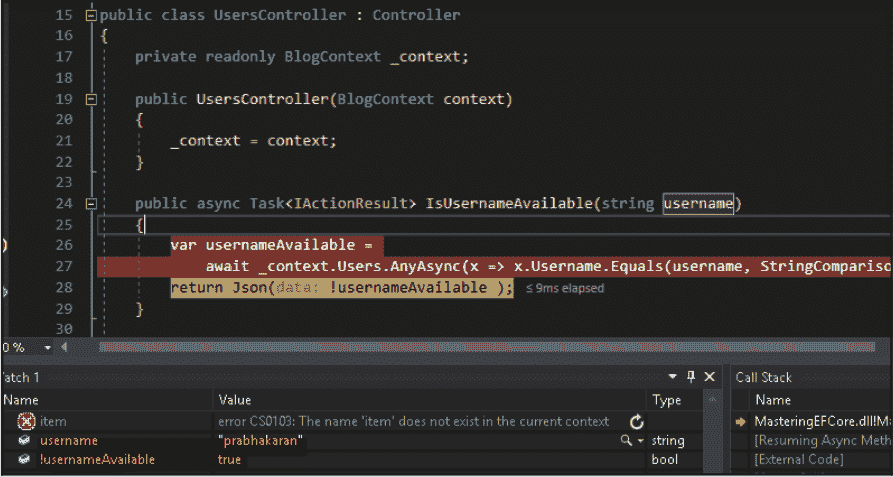 15 public class UsersController : Controller
16 {
17 private readonly BlogContext _context;
18
19 public UsersController(BlogContext context)
20 {
21 _context = context;
22 }
23
24 public async Task<IActionResult> IsUsernameAvailable(string username)
25 {
26 var usernameAvailable =
27 await _context.Users.AnyAsync(x => x.Username.Equals(username, StringCompariso
28 return Json(data: !usernameAvailable ); ≤ 9ms elapsed
29 }
30
0 %
atch 1
Name Value Type
item error CS0103: The name 'item' does not exist in the current context
username "prabhakaran" string
!usernameAvailable true bool
Call Stack
Name
MasteringEFCore.dll!M
[Resuming Async Meth
[External Code]